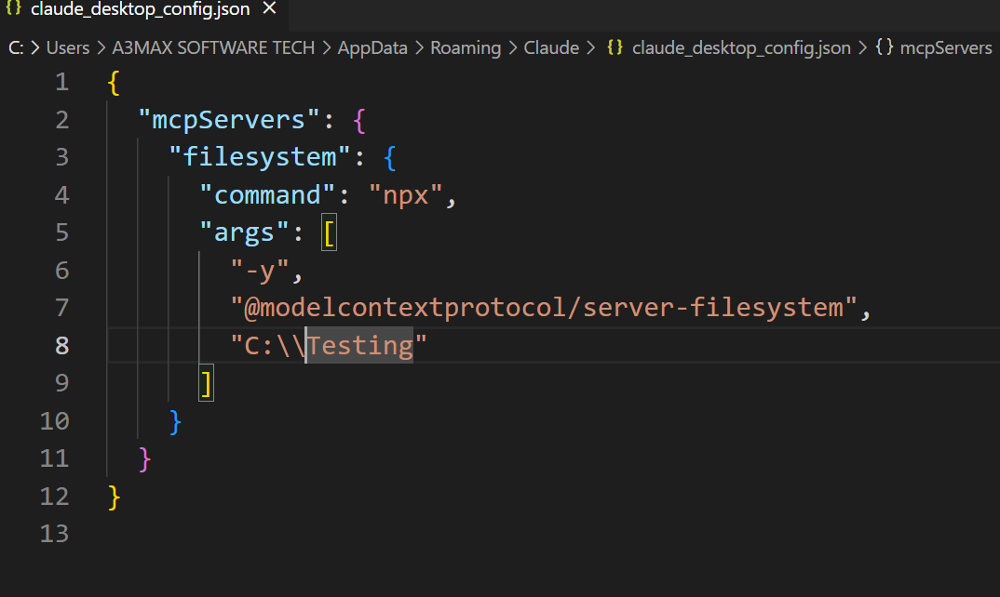 {} claude_desktop_config.json ×
C: > Users > A3MAX SOFTWARE TECH > AppData > Roaming > Claude > {} claude_desktop_config.json > {} mcpServers
1 {
2   "mcpServers": {
3     "filesystem": {
4       "command": "npx",
5       "args": [
6         "-y",
7         "@modelcontextprotocol/server-filesystem",
8         "C:\\Testing"
9       ]
10     }
11   }
12 }
13